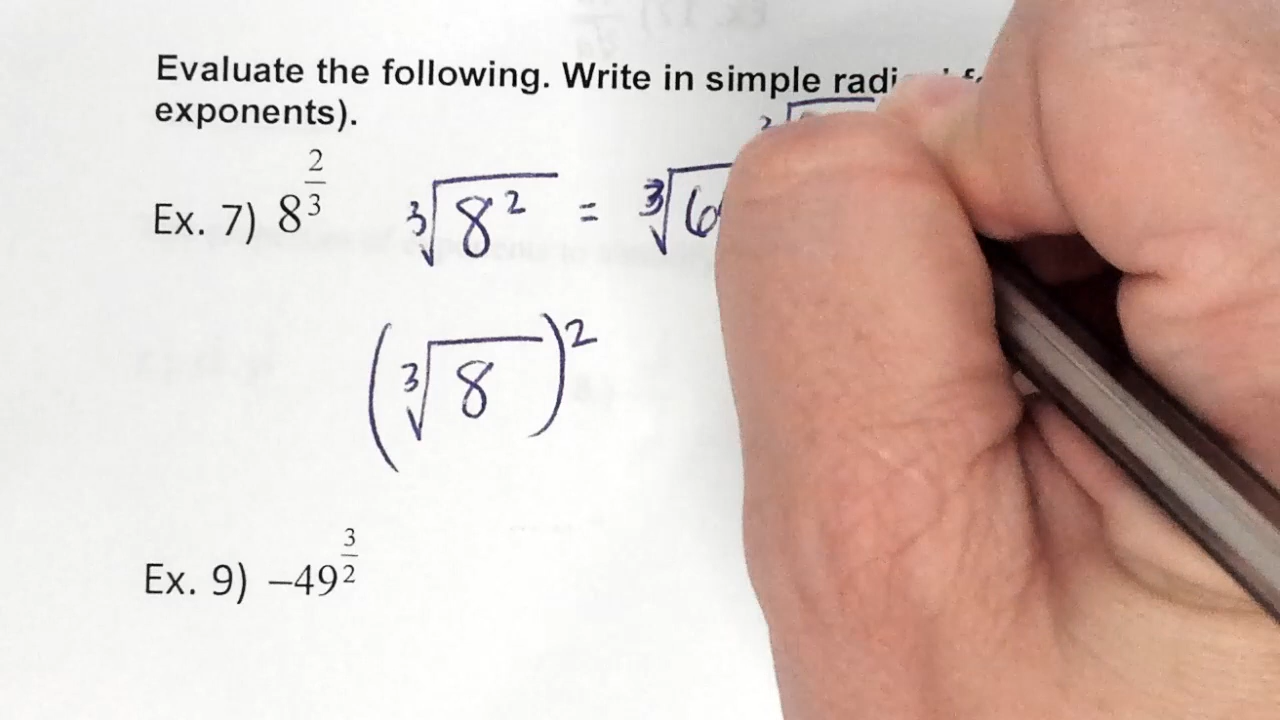 Evaluate the following. Write in simple
exponents).
Ex. 7) 8^(2/3) ∛(8²) = ∛6
(∛8)²
Ex. 9) −49^(3/2)